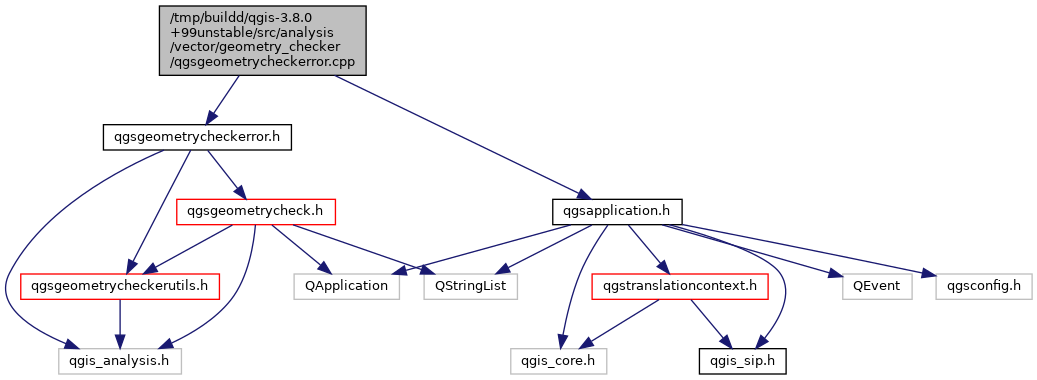 /tmp/buildd/qgis-3.8.0
+99unstable/src/analysis
/vector/geometry_checker
/qgsgeometrycheckerror.cpp
qgsgeometrycheckerror.h
qgsgeometrycheck.h
qgsapplication.h
qgsgeometrycheckerutils.h
QApplication
QStringList
qgstranslationcontext.h
QEvent
qgsconfig.h
qgis_analysis.h
qgis_core.h
qgis_sip.h